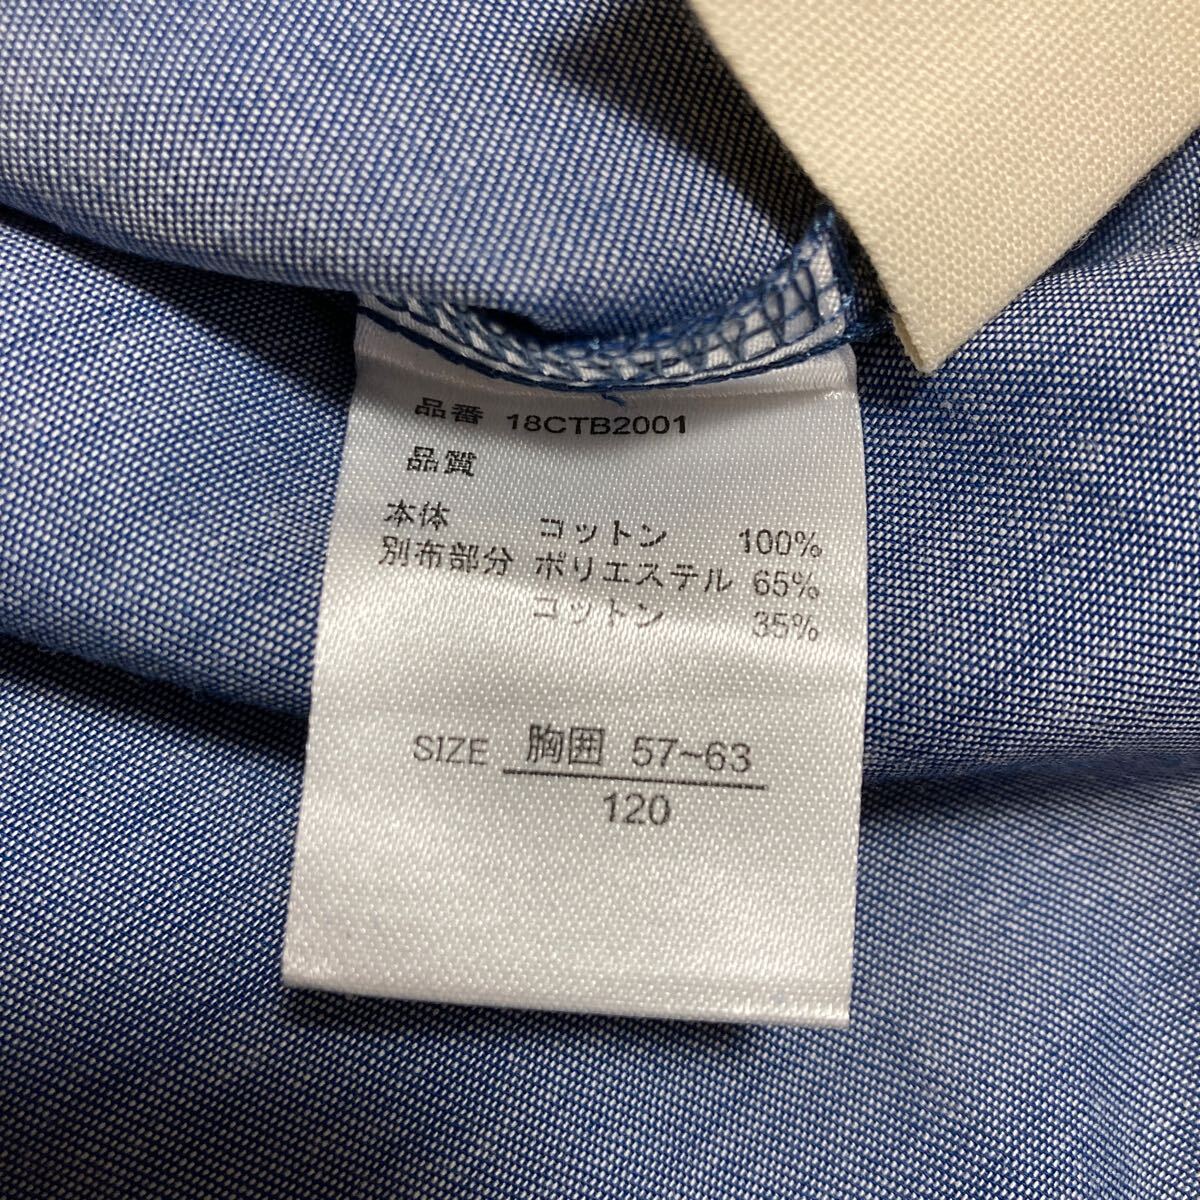 品番 18CTB2001
品質
本体 コットン 100%
別布部分 ポリエステル 65%
コットン 35%
SIZE 胸囲 57~63
120